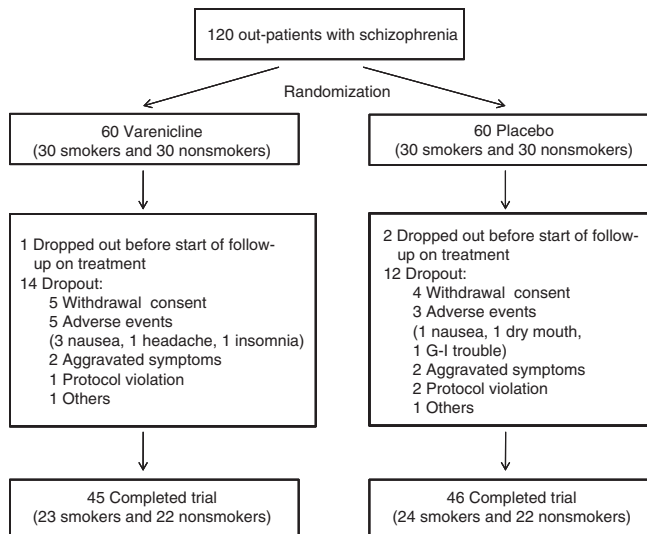 120 out-patients with schizophrenia
Randomization
60 Varenicline
(30 smokers and 30 nonsmokers)
60 Placebo
(30 smokers and 30 nonsmokers)
1 Dropped out before start of follow-
up on treatment
14 Dropout:
5 Withdrawal consent
5 Adverse events
(3 nausea, 1 headache, 1 insomnia)
2 Aggravated symptoms
1 Protocol violation
1 Others
2 Dropped out before start of follow-
up on treatment
12 Dropout:
4 Withdrawal consent
3 Adverse events
(1 nausea, 1 dry mouth,
1 G-I trouble)
2 Aggravated symptoms
2 Protocol violation
1 Others
45 Completed trial
(23 smokers and 22 nonsmokers)
46 Completed trial
(24 smokers and 22 nonsmokers)